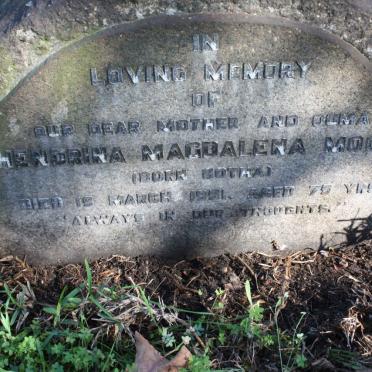 IN
LOVING MEMORY
OF
OUR DEAR MOTHER AND OUMA
HENDRINA MAGDALENA
(BORN BOTHA)
DIED 15 MARCH 1951. AGED 75 YRS
"ALWAYS IN OUR THOUGHTS."